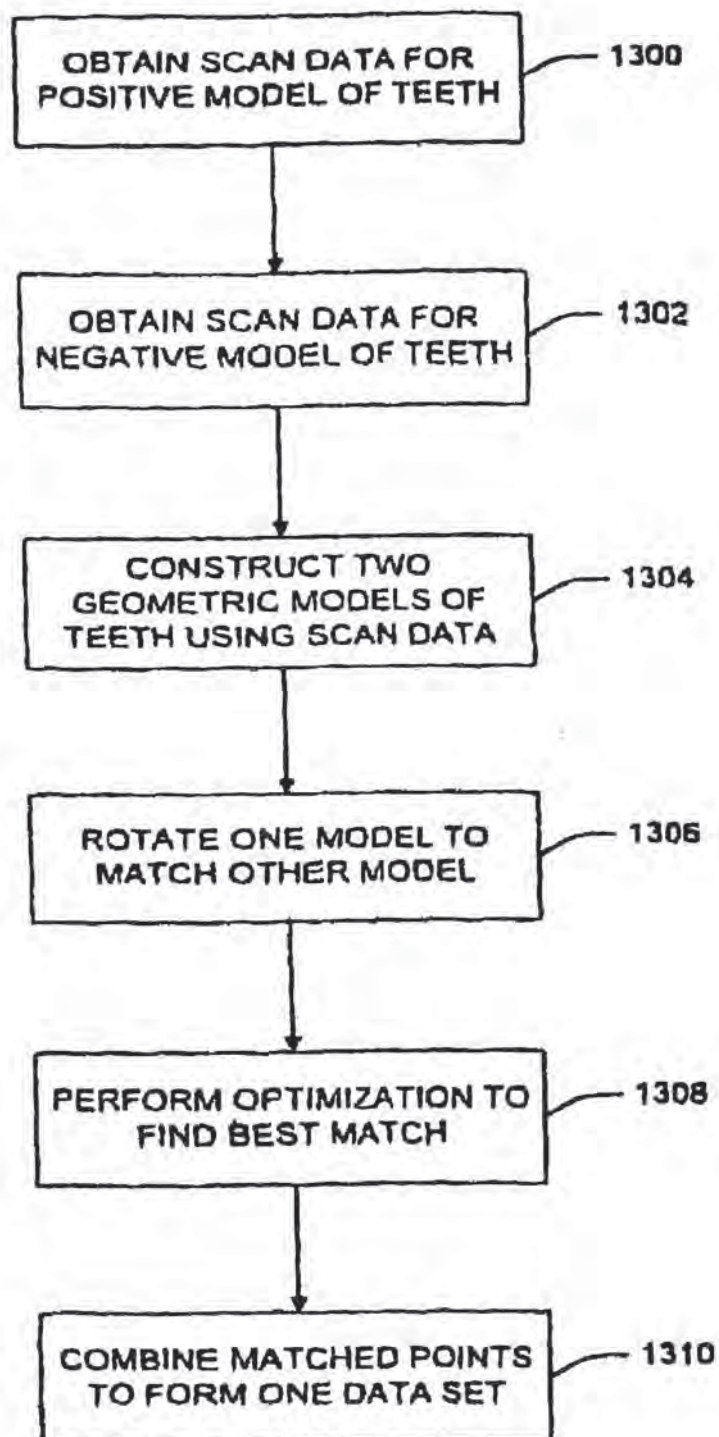 OBTAIN SCAN DATA FOR
POSITIVE MODEL OF TEETH
1300
OBTAIN SCAN DATA FOR
NEGATIVE MODEL OF TEETH
1302
CONSTRUCT TWO
GEOMETRIC MODELS OF
TEETH USING SCAN DATA
1304
ROTATE ONE MODEL TO
MATCH OTHER MODEL
1306
PERFORM OPTIMIZATION TO
FIND BEST MATCH
1308
COMBINE MATCHED POINTS
TO FORM ONE DATA SET
1310